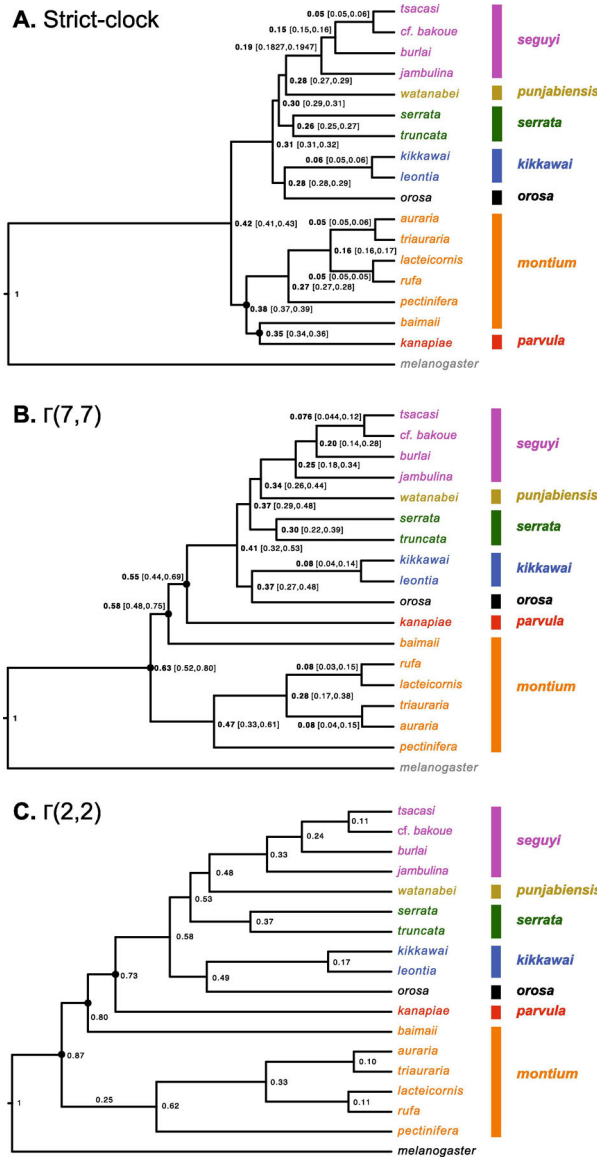 A. Strict-clock
0.05 [0.05,0.06]
tsacasi
0.15 [0.15,0.16]
cf. bakoue
seguyi
0.19 [0.1827,0.1947]
burlai
jambulina
0.28 [0.27,0.29]
watanabei
punjabiensis
0.30 [0.29,0.31]
serrata
serrata
0.26 [0.25,0.27]
truncata
0.31 [0.31,0.32]
0.06 [0.05,0.06]
kikkawai
kikkawai
leontia
0.28 [0.28,0.29]
orosa
orosa
0.42 [0.41,0.43]
0.05 [0.05,0.06]
auraria
triauraria
0.16 [0.16,0.17]
lacteicornis
montium
0.05 [0.05,0.05]
rufa
0.27 [0.27,0.28]
1
pectinifera
0.38 [0.37,0.39]
baimaii
0.35 [0.34,0.36]
kanapiae
parvula
melanogaster
B. Γ(7,7)
0.076 [0.044,0.12]
tsacasi
cf. bakoue
0.20 [0.14,0.28]
seguyi
burlai
0.25 [0.18,0.34]
jambulina
0.34 [0.26,0.44]
watanabei
punjabiensis
0.37 [0.29,0.48]
serrata
serrata
0.30 [0.22,0.39]
truncata
0.41 [0.32,0.53]
kikkawai
0.08 [0.04,0.14]
kikkawai
0.55 [0.44,0.69]
leontia
0.37 [0.27,0.48]
orosa
orosa
0.58 [0.48,0.75]
kanapiae
parvula
baimaii
0.63 [0.52,0.80]
0.08 [0.03,0.15]
rufa
lacteicornis
montium
0.28 [0.17,0.38]
triauraria
1
0.47 [0.33,0.61]
0.08 [0.04,0.15]
auraria
pectinifera
melanogaster
C. Γ(2,2)
tsacasi
0.11
cf. bakoue
0.24
seguyi
burlai
0.33
jambulina
0.48
watanabei
punjabiensis
0.53
serrata
0.37
serrata
truncata
0.58
kikkawai
0.17
kikkawai
leontia
0.49
0.73
orosa
orosa
kanapiae
parvula
0.80
baimaii
0.87
auraria
0.10
triauraria
montium
0.33
0.25
lacteicornis
1
0.62
0.11
rufa
pectinifera
melanogaster